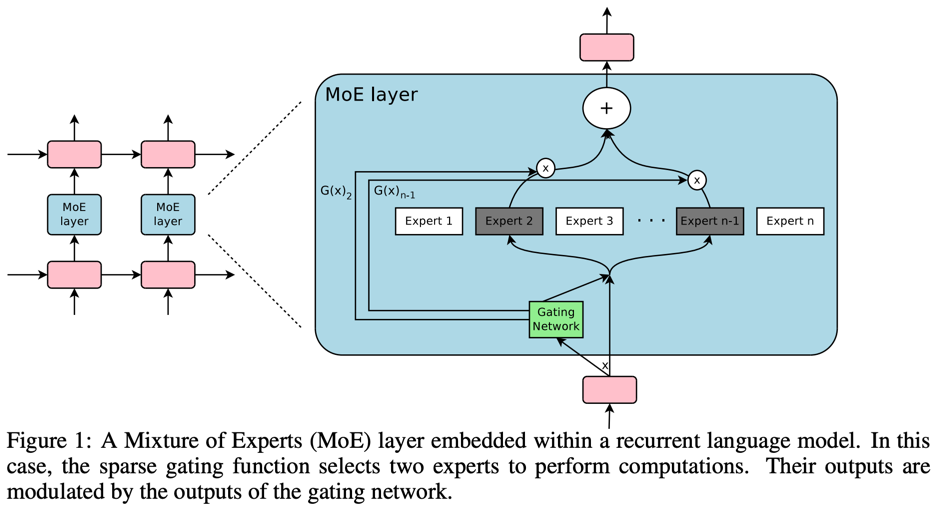 MoE layer
+
x
x
G(x)2
G(x)n-1
MoE
layer
MoE
layer
Expert 1
Expert 2
Expert 3
. . .
Expert n-1
Expert n
Gating
Network
x
Figure 1: A Mixture of Experts (MoE) layer embedded within a recurrent language model. In this
case, the sparse gating function selects two experts to perform computations. Their outputs are
modulated by the outputs of the gating network.